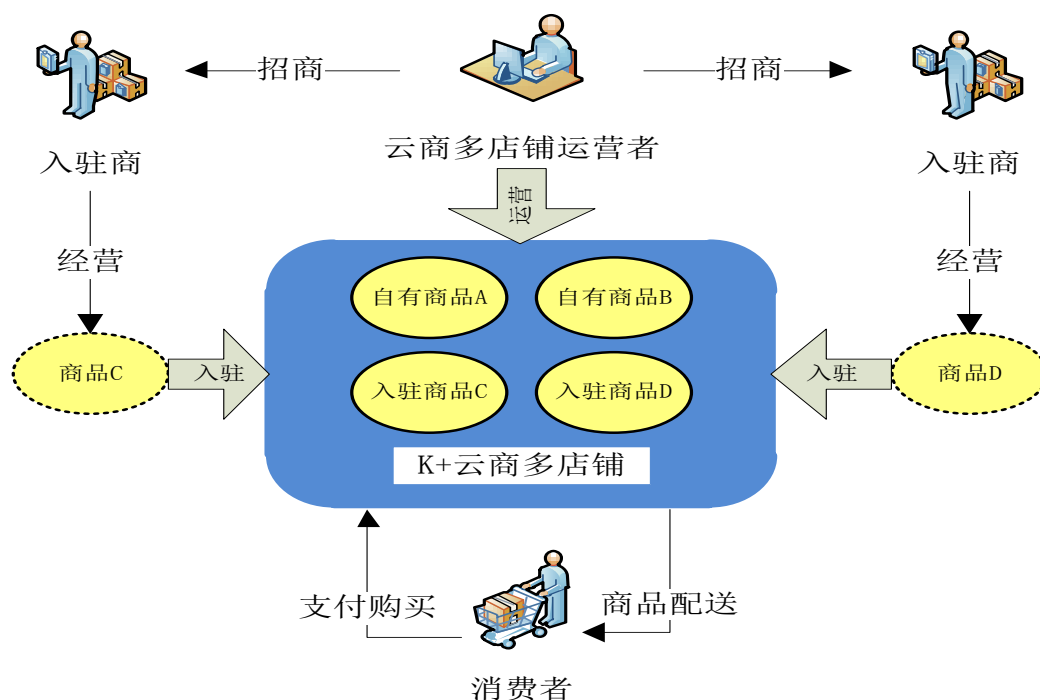 招商
招商
入驻商
云商多店铺运营者
入驻商
运营
经营
经营
自有商品A
自有商品B
商品C
入驻
入驻商品C
入驻商品D
入驻
商品D
K+云商多店铺
支付购买
商品配送
消费者